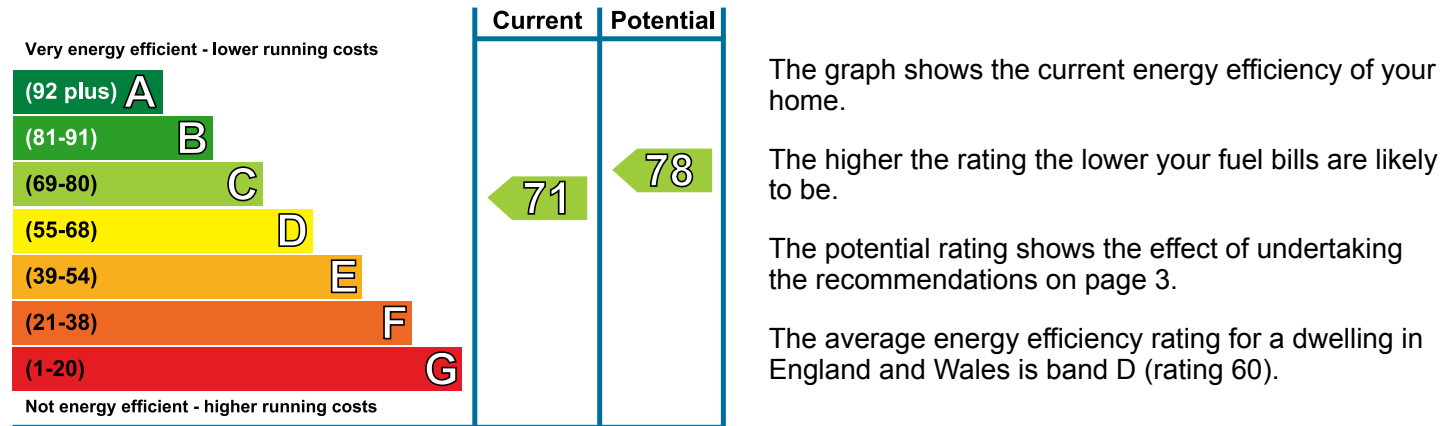 Current Potential
Very energy efficient - lower running costs
(92 plus) A
(81-91) B
(69-80) C
(55-68) D
(39-54) E
(21-38) F
(1-20) G
Not energy efficient - higher running costs
71
78
The graph shows the current energy efficiency of your
home.
The higher the rating the lower your fuel bills are likely
to be.
The potential rating shows the effect of undertaking
the recommendations on page 3.
The average energy efficiency rating for a dwelling in
England and Wales is band D (rating 60).